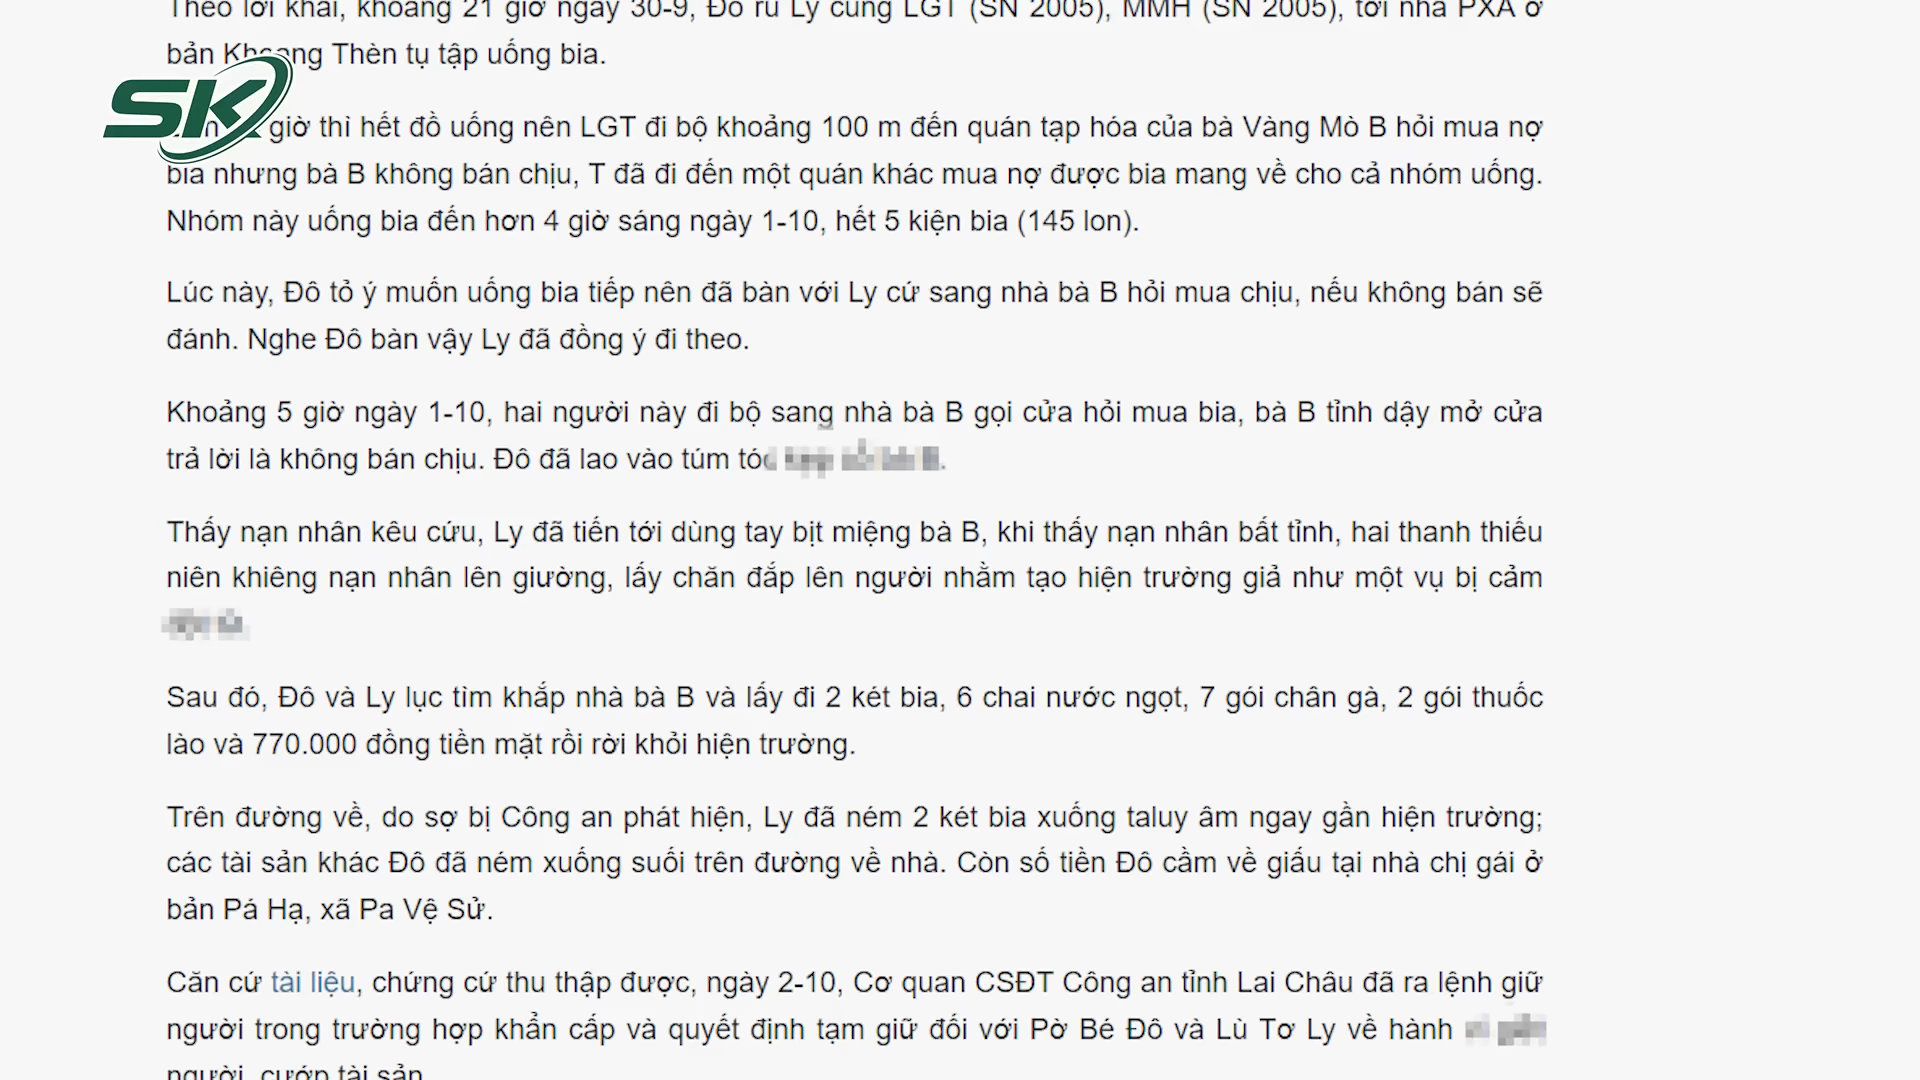 Theo lời khai, khoảng 21 giờ ngày 30-9, Đô rủ Ly cùng LGT (SN 2005), MMH (SN 2005), tới nhà PXA ở
bản Khoang Thèn tụ tập uống bia.
SK
giờ thì hết đồ uống nên LGT đi bộ khoảng 100 m đến quán tạp hóa của bà Vàng Mò B hỏi mua nợ
bia nhưng bà B không bán chịu, T đã đi đến một quán khác mua nợ được bia mang về cho cả nhóm uống.
Nhóm này uống bia đến hơn 4 giờ sáng ngày 1-10, hết 5 kiện bia (145 lon).
Lúc này, Đô tỏ ý muốn uống bia tiếp nên đã bàn với Ly cứ sang nhà bà B hỏi mua chịu, nếu không bán sẽ
đánh. Nghe Đô bàn vậy Ly đã đồng ý đi theo.
Khoảng 5 giờ ngày 1-10, hai người này đi bộ sang nhà bà B gọi cửa hỏi mua bia, bà B tỉnh dậy mở cửa
trả lời là không bán chịu. Đô đã lao vào túm tóc
Thấy nạn nhân kêu cứu, Ly đã tiến tới dùng tay bịt miệng bà B, khi thấy nạn nhân bất tỉnh, hai thanh thiếu
niên khiêng nạn nhân lên giường, lấy chăn đắp lên người nhằm tạo hiện trường giả như một vụ bị cảm
Sau đó, Đô và Ly lục tìm khắp nhà bà B và lấy đi 2 két bia, 6 chai nước ngọt, 7 gói chân gà, 2 gói thuốc
lào và 770.000 đồng tiền mặt rồi rời khỏi hiện trường.
Trên đường về, do sợ bị Công an phát hiện, Ly đã ném 2 két bia xuống taluy âm ngay gần hiện trường;
các tài sản khác Đô đã ném xuống suối trên đường về nhà. Còn số tiền Đô cầm về giấu tại nhà chị gái ở
bản Pá Hạ, xã Pa Vệ Sử.
Căn cứ tài liệu, chứng cứ thu thập được, ngày 2-10, Cơ quan CSĐT Công an tỉnh Lai Châu đã ra lệnh giữ
người trong trường hợp khẩn cấp và quyết định tạm giữ đối với Pờ Bé Đô và Lù Tơ Ly về hành
người, cướp tài sản